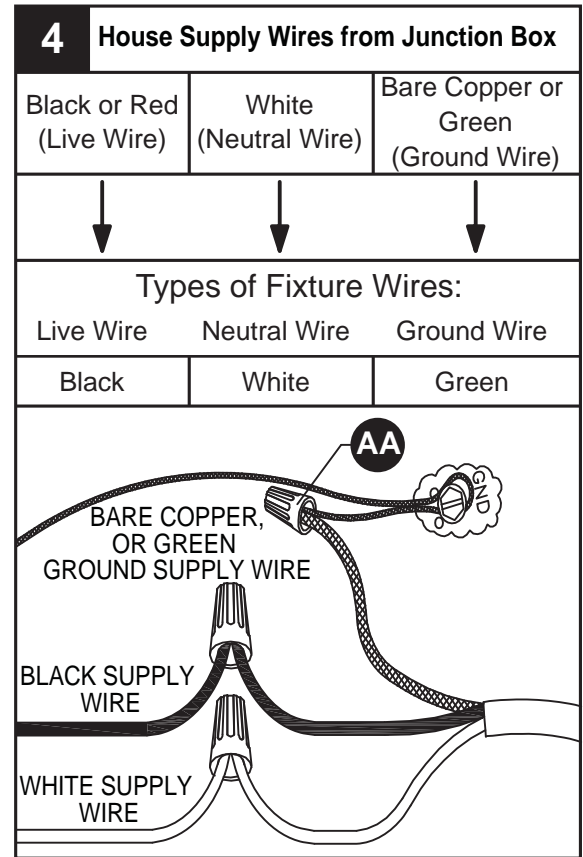 4 House Supply Wires from Junction Box
Black or Red
(Live Wire)
White
(Neutral Wire)
Bare Copper or
Green
(Ground Wire)
Types of Fixture Wires:
Live Wire Neutral Wire Ground Wire
Black White Green
AA
GND
BARE COPPER,
OR GREEN
GROUND SUPPLY WIRE
BLACK SUPPLY
WIRE
WHITE SUPPLY
WIRE